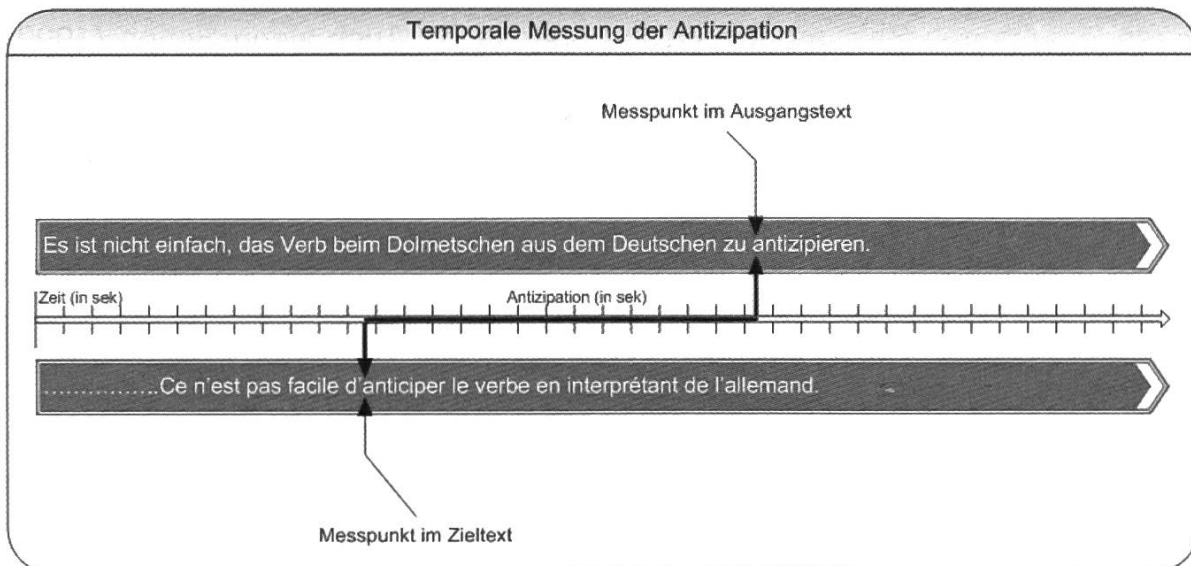 Temporale Messung der Antizipation
Messpunkt im Ausgangstext
Es ist nicht einfach, das Verb beim Dolmetschen aus dem Deutschen zu antizipieren.
Zeit (in sek)
Antizipation (in sek)
................Ce n'est pas facile d'anticiper le verbe en interprétant de l'allemand.
Messpunkt im Zieltext